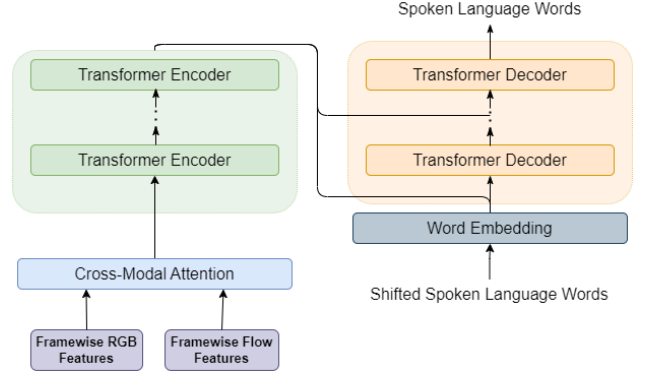 Spoken Language Words
Transformer Encoder
Transformer Decoder
Transformer Encoder
Transformer Decoder
Word Embedding
Cross-Modal Attention
Shifted Spoken Language Words
Framewise RGB
Features
Framewise Flow
Features